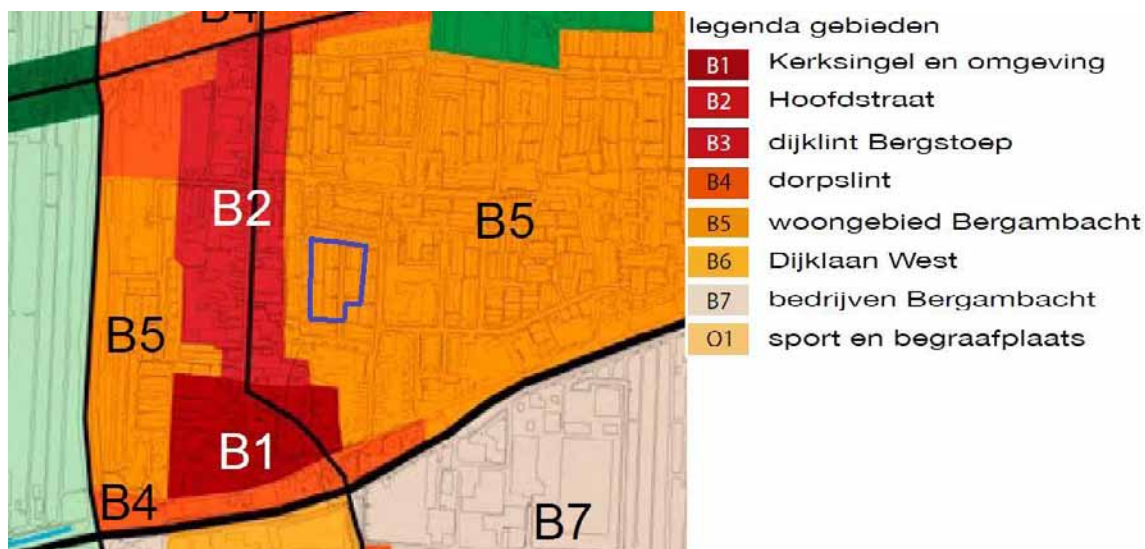 B4
B2
B5
B5
B1
B4
B7
legenda gebieden
B1 Kerksingel en omgeving
B2 Hoofdstraat
B3 dijklint Bergstoep
B4 dorpslint
B5 woongebied Bergambacht
B6 Dijklaan West
B7 bedrijven Bergambacht
O1 sport en begraafplaats